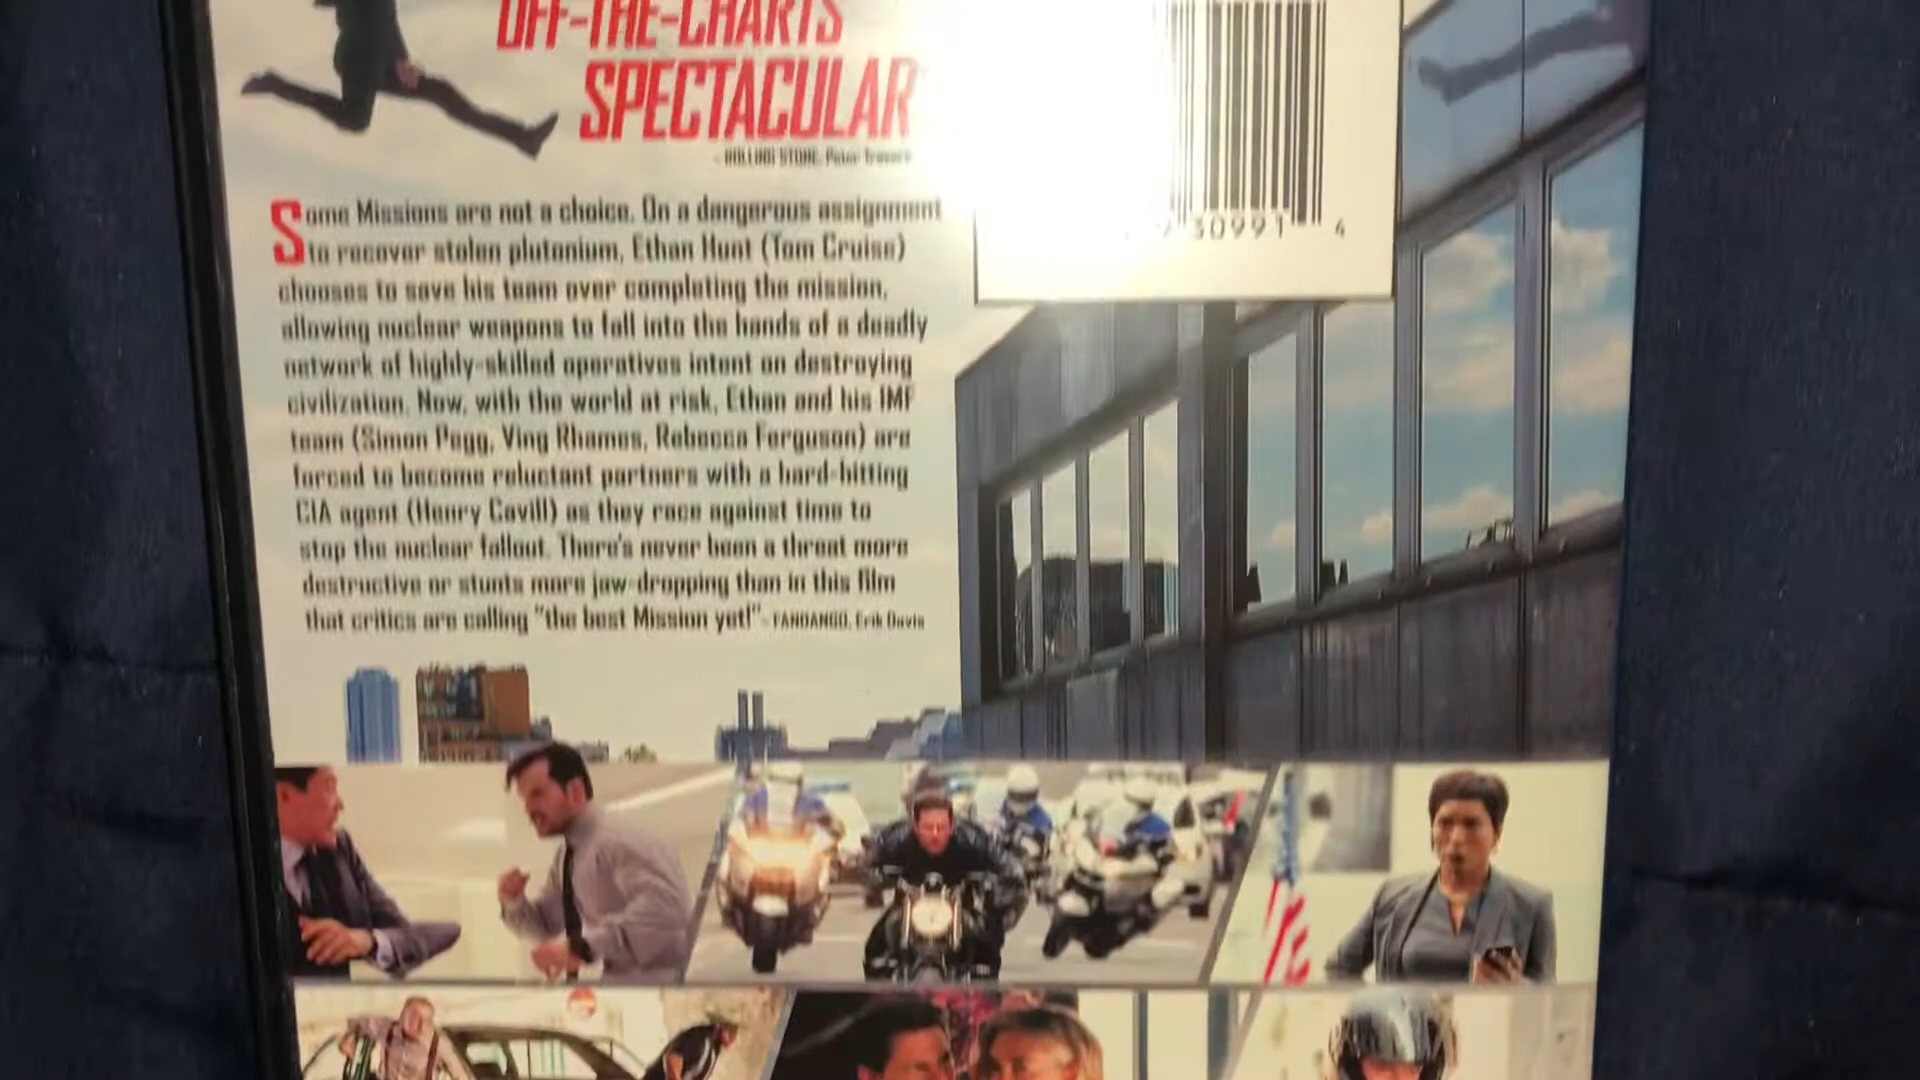 OFF-THE-CHARTS
SPECTACULAR
- ROLLING STONE, Peter Travers
Some Missions are not a choice. On a dangerous assignment
to recover stolen plutonium, Ethan Hunt (Tom Cruise)
chooses to save his team over completing the mission,
allowing nuclear weapons to fall into the hands of a deadly
network of highly-skilled operatives intent on destroying
civilization. Now, with the world at risk, Ethan and his IMF
team (Simon Pegg, Ving Rhames, Rebecca Ferguson) are
forced to become reluctant partners with a hard-hitting
CIA agent (Henry Cavill) as they race against time to
stop the nuclear fallout. There's never been a threat more
destructive or stunts more jaw-dropping than in this film
that critics are calling "the best Mission yet!" - FANDANGO, Erik Davis
30991 4